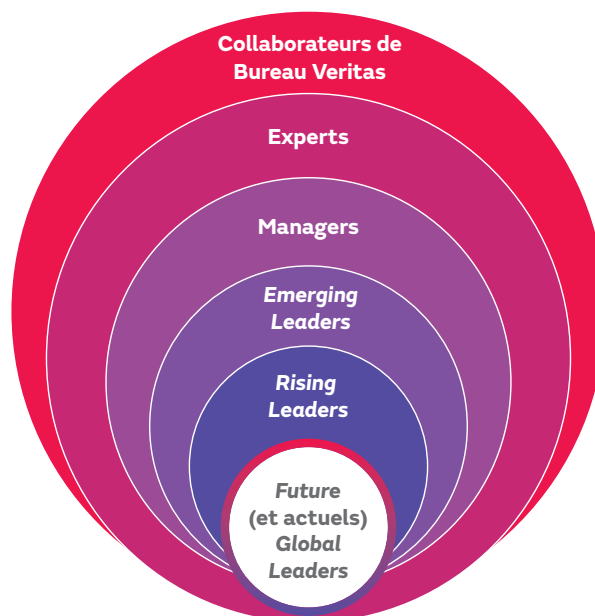 Collaborateurs de
Bureau Veritas
Experts
Managers
Emerging
Leaders
Rising
Leaders
Future
(et actuels)
Global
Leaders